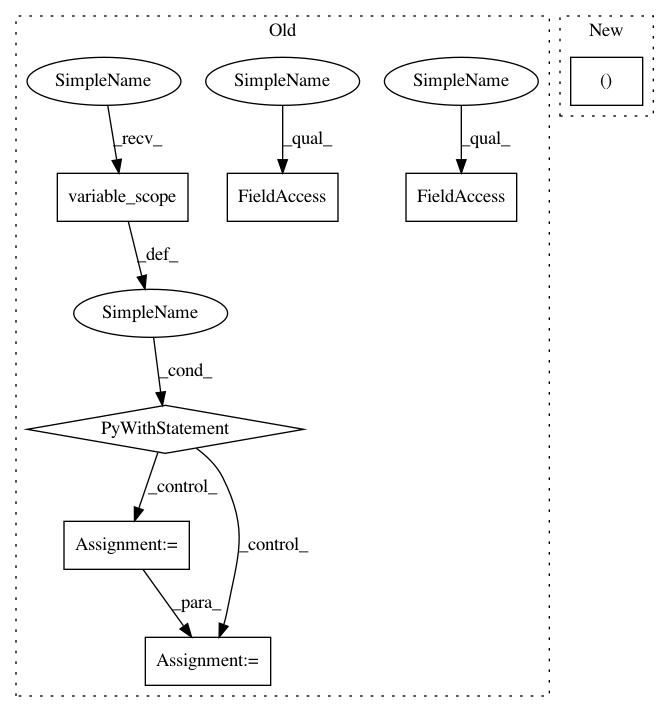 Old
New
SimpleName
SimpleName
SimpleName
()
_recv_
_qual_
_qual_
variable_scope
FieldAccess
FieldAccess
_def_
SimpleName
_cond_
PyWithStatement
_control_
_control_
Assignment:=
_para_
Assignment:=